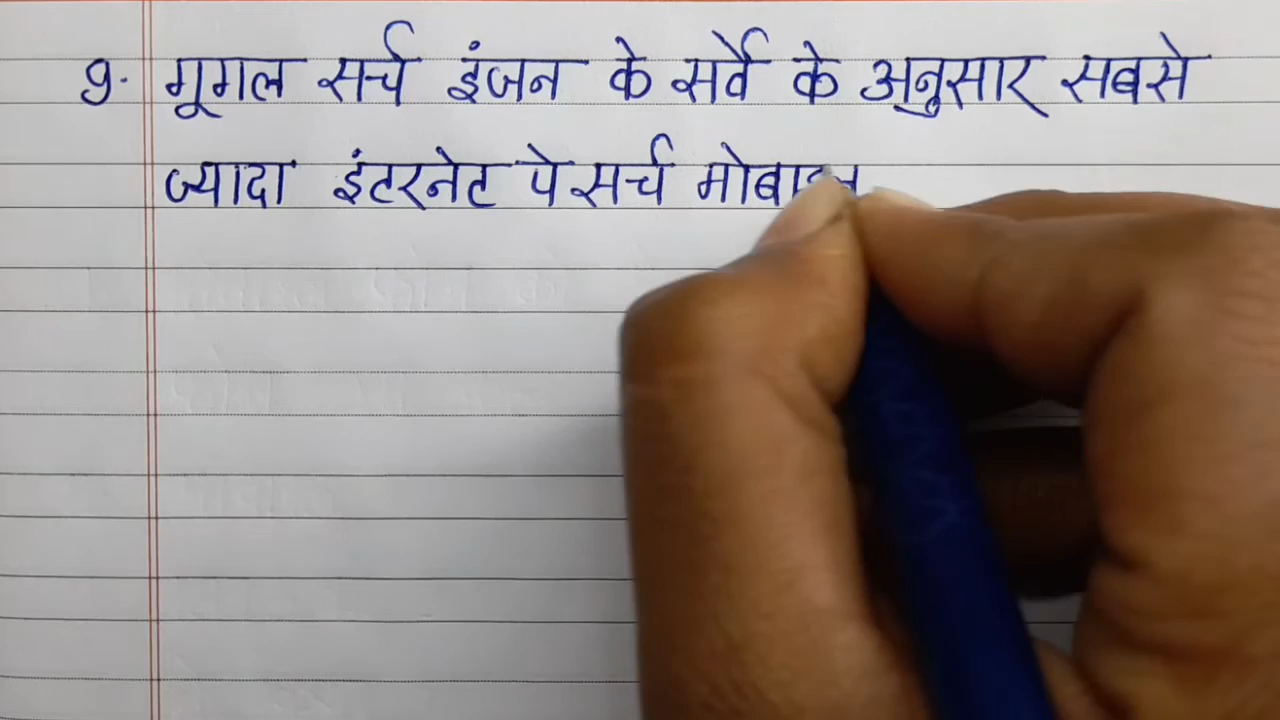 9. गूगल सर्च इंजन के सर्वे के अनुसार सबसे
ज्यादा इंटरनेट पे सर्च